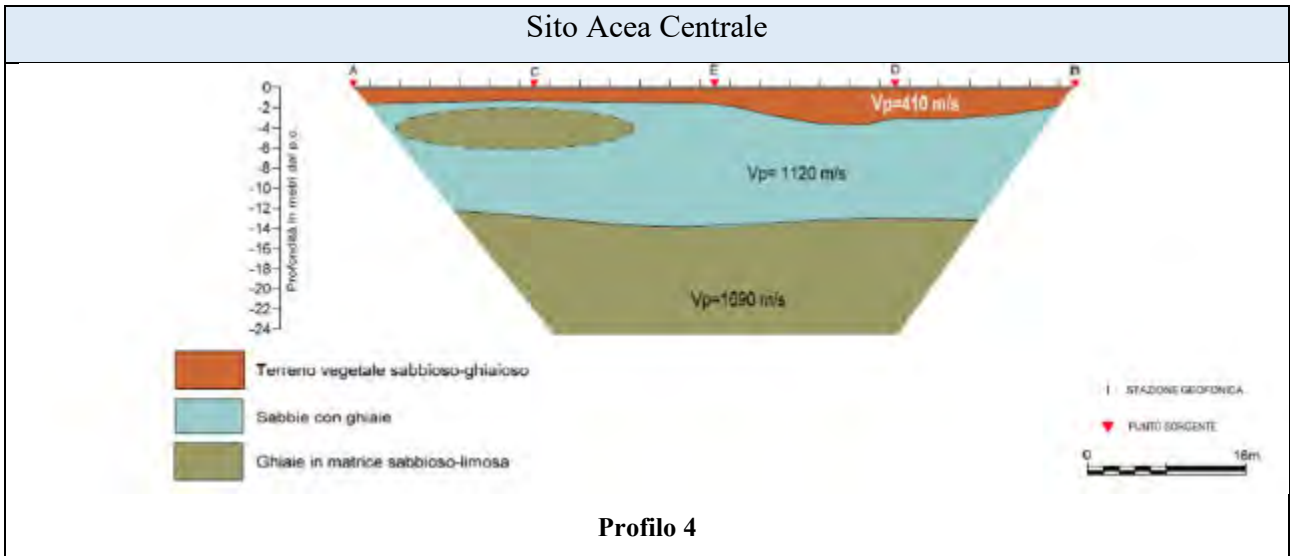 Sito Acea Centrale
A C E D B
0
-2
-4
-6
-8
-10
-12
-14
-16
-18
-20
-22
-24
Profondità in metri dal p.c.
Vp=410 m/s
Vp= 1120 m/s
Vp=1690 m/s
Terreno vegetale sabbioso-ghiaioso
Sabbie con ghiaie
Ghiaie in matrice sabbioso-limosa
STAZIONE GEOFONICA
PUNTO SORGENTE
0 16m.
Profilo 4